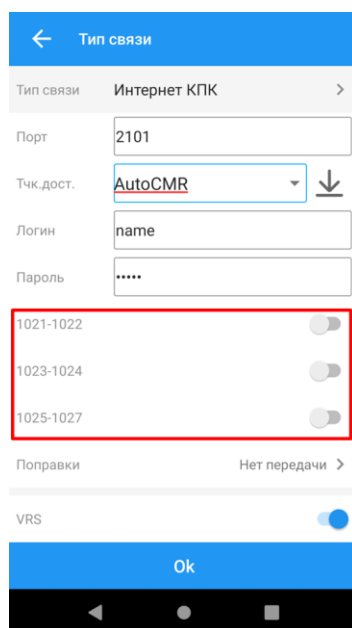 Тип связи
Тип связи Интернет КПК
Порт 2101
Тчк.дост. AutoCMR
Логин name
Пароль •••••
1021-1022
1023-1024
1025-1027
Поправки Нет передачи
VRS
Ok